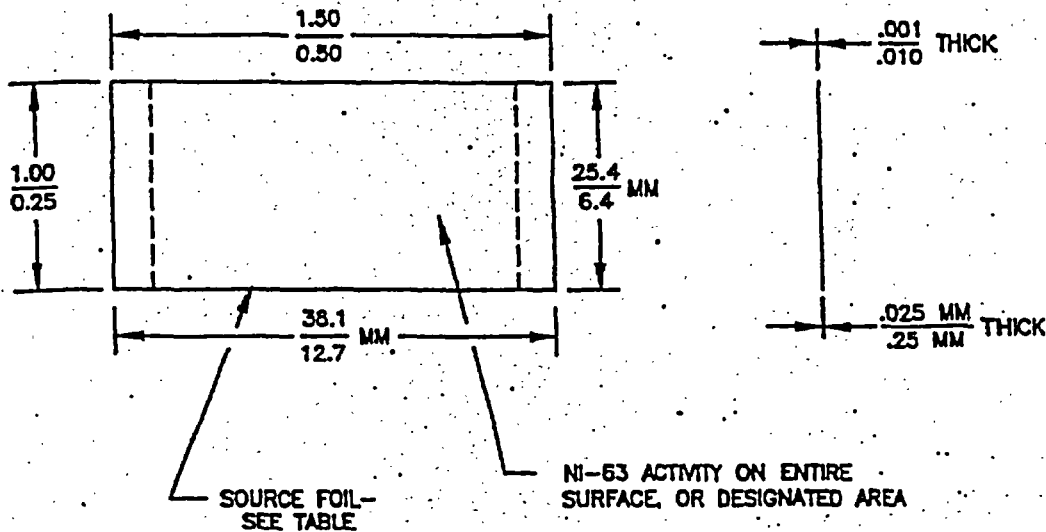 1.50
0.50
.001 THICK
.010
1.00
0.25
25.4 MM
6.4
38.1 MM
12.7
.025 MM THICK
.25 MM
NI-63 ACTIVITY ON ENTIRE
SURFACE, OR DESIGNATED AREA
SOURCE FOIL-
SEE TABLE